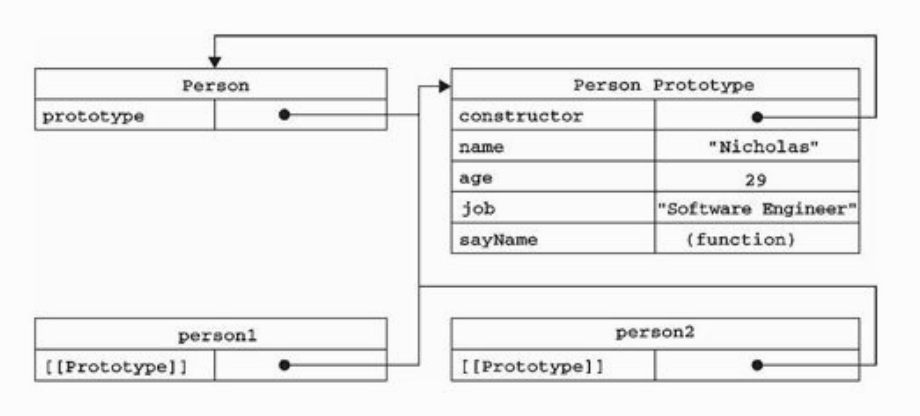 Person
prototype
Person Prototype
constructor
name "Nicholas"
age 29
job "Software Engineer"
sayName (function)
person1
[[Prototype]]
person2
[[Prototype]]